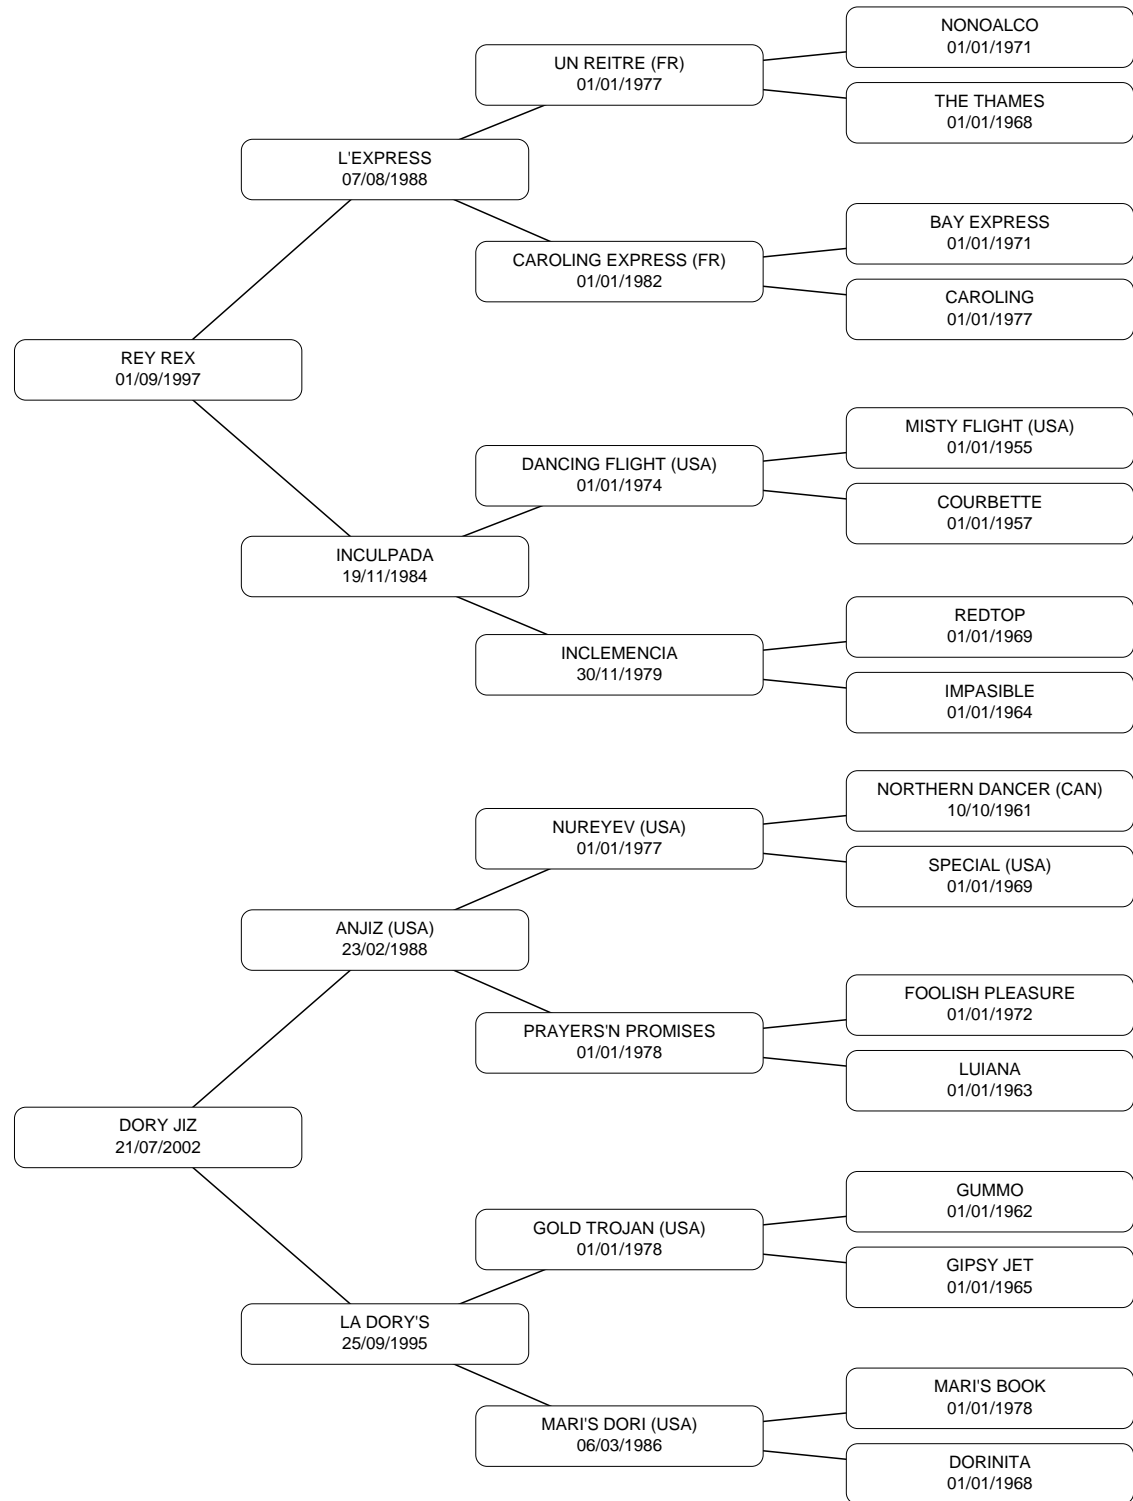 NONOALCO
01/01/1971
UN REITRE (FR)
01/01/1977
THE THAMES
01/01/1968
L'EXPRESS
07/08/1988
BAY EXPRESS
01/01/1971
CAROLING EXPRESS (FR)
01/01/1982
CAROLING
01/01/1977
REY REX
01/09/1997
MISTY FLIGHT (USA)
01/01/1955
DANCING FLIGHT (USA)
01/01/1974
COURBETTE
01/01/1957
INCULPADA
19/11/1984
REDTOP
01/01/1969
INCLEMENCIA
30/11/1979
IMPASIBLE
01/01/1964
NORTHERN DANCER (CAN)
10/10/1961
NUREYEV (USA)
01/01/1977
SPECIAL (USA)
01/01/1969
ANJIZ (USA)
23/02/1988
FOOLISH PLEASURE
01/01/1972
PRAYERS'N PROMISES
01/01/1978
LUIANA
01/01/1963
DORY JIZ
21/07/2002
GUMMO
01/01/1962
GOLD TROJAN (USA)
01/01/1978
GIPSY JET
01/01/1965
LA DORY'S
25/09/1995
MARI'S BOOK
01/01/1978
MARI'S DORI (USA)
06/03/1986
DORINITA
01/01/1968